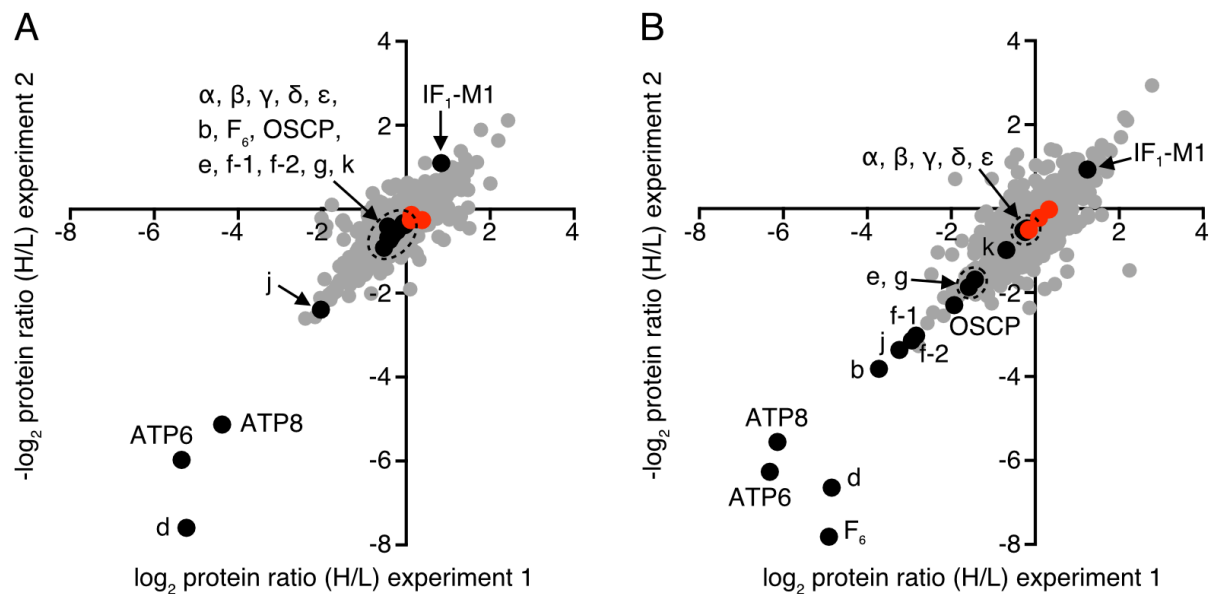 A
-log₂ protein ratio (H/L) experiment 2
4
2
-2
-4
-6
-8
-8
-6
-4
-2
2
4
α, β, γ, δ, ε,
b, F₆, OSCP,
e, f-1, f-2, g, k
IF₁-M1
j
ATP8
ATP6
d
log₂ protein ratio (H/L) experiment 1
B
-log₂ protein ratio (H/L) experiment 2
4
2
-2
-4
-6
-8
-8
-6
-4
-2
2
4
α, β, γ, δ, ε
IF₁-M1
k
e, g
OSCP
f-1
j
f-2
b
ATP8
ATP6
d
F₆
log₂ protein ratio (H/L) experiment 1